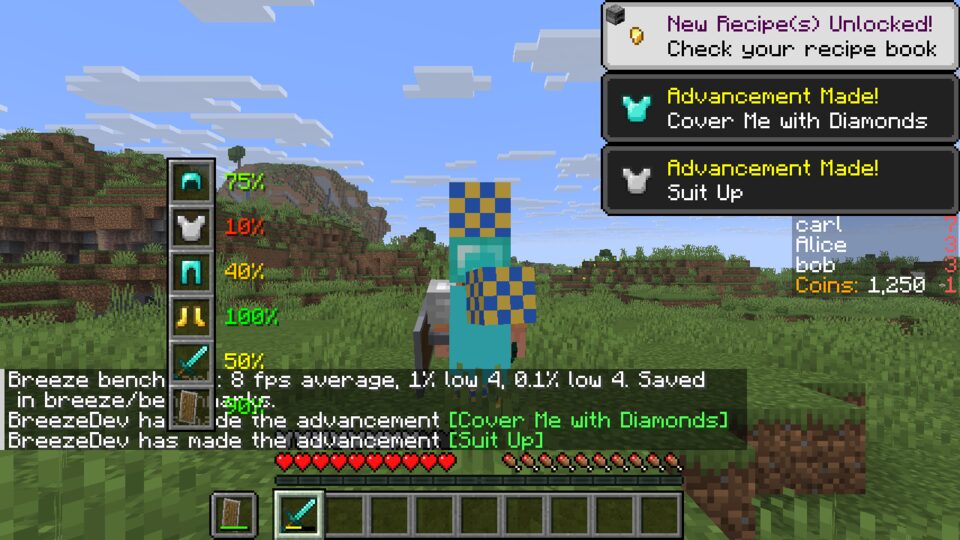 New Recipe(s) Unlocked!
Check your recipe book
Advancement Made!
Cover Me with Diamonds
Advancement Made!
Suit Up
75%
10%
40%
100%
50%
90%
carl 7
Alice 3
bob 3
Coins: 1,250 -1
Breeze bench : 8 fps average, 1% low 4, 0.1% low 4. Saved
in breeze/be marks.
BreezeDev ha made the advancement [Cover Me with Diamonds]
BreezeDev has made the advancement [Suit Up]